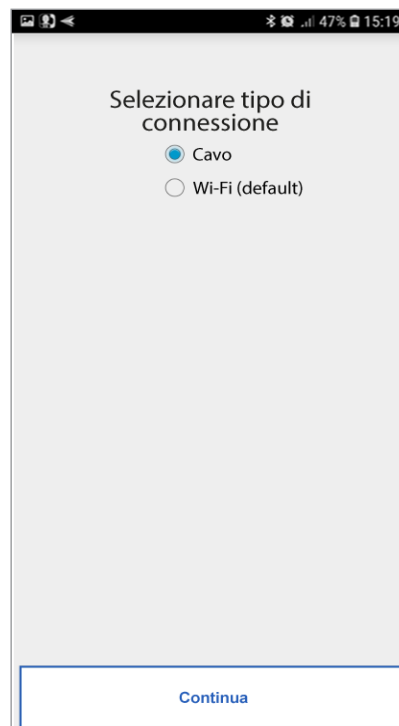 47% 15:19
Selezionare tipo di
connessione
Cavo
Wi-Fi (default)
Continua